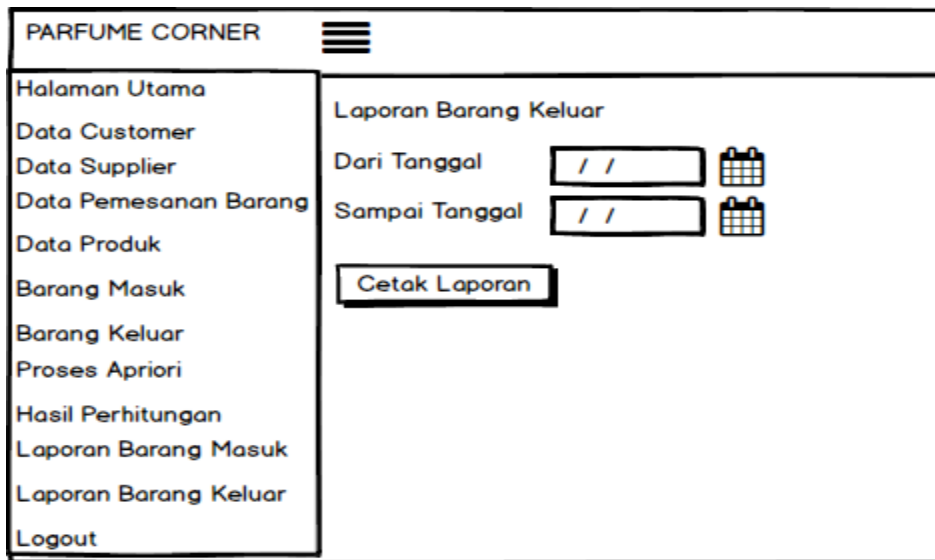 PARFUME CORNER
Halaman Utama
Data Customer
Data Supplier
Data Pemesanan Barang
Data Produk
Barang Masuk
Barang Keluar
Proses Apriori
Hasil Perhitungan
Laporan Barang Masuk
Laporan Barang Keluar
Logout
Laporan Barang Keluar
Dari Tanggal / /
Sampai Tanggal / /
Cetak Laporan